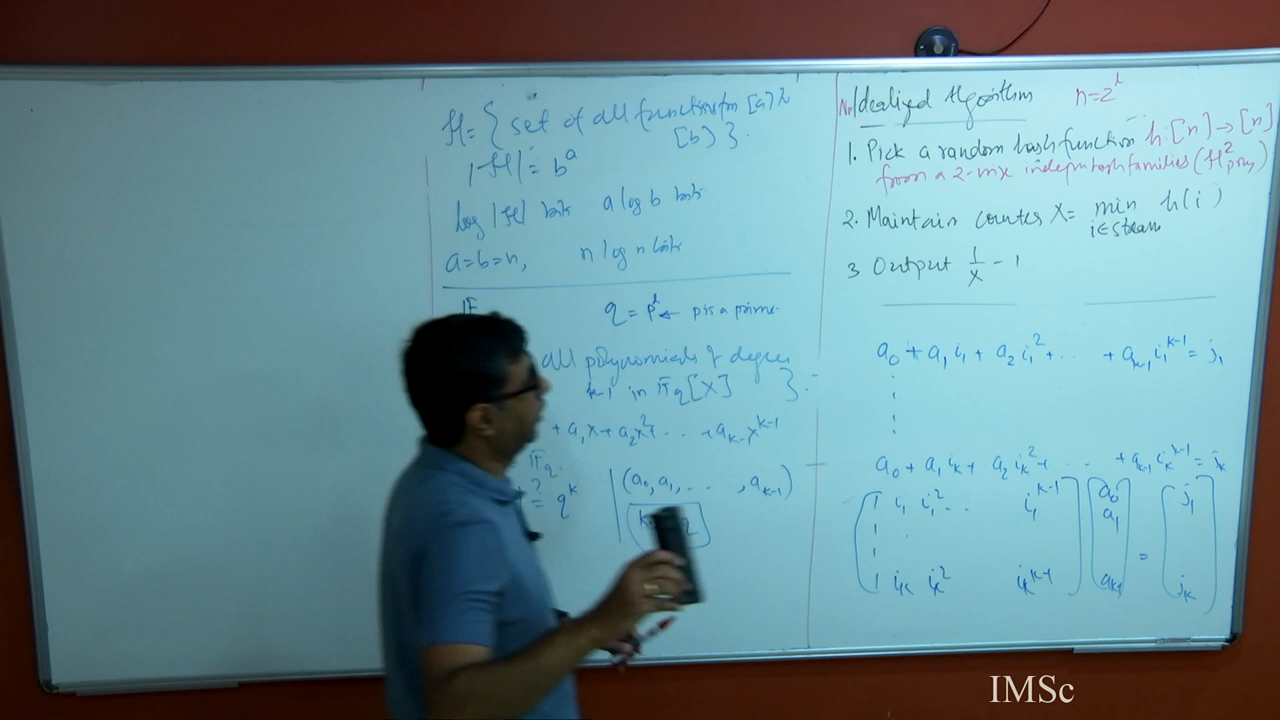 H = { set of all functions from [a] to
[b] }.
|H| = b^a
log |H| bits a log b bits
a=b=n, n log n bits
F q = p^l ← p is a prime
all polynomials of degree
k-1 in F_q[X] }
+ a_1 x + a_2 x^2 + .. + a_{k-1} x^{k-1}
F_q
? = q^k
(a_0, a_1, ... , a_{k-1})
Idealized Algorithm n=2^l
1. Pick a random hash function h:[n]→[n]
from a 2-wise indepen hash families (H^2_poly)
2. Maintain counter X = min h(i)
i∈stream
3 Output 1/X - 1
a_0 + a_1 i_1 + a_2 i_1^2 + .. + a_{k-1} i_1^{k-1} = j_1
a_0 + a_1 i_k + a_2 i_k^2 + .. + a_{k-1} i_k^{k-1} = j_k
1 i_1 i_1^2 .. i_1^{k-1} a_0 j_1
a_1
=
1 i_k i_k^2 i_k^{k-1} a_{k-1} j_k
IMSc